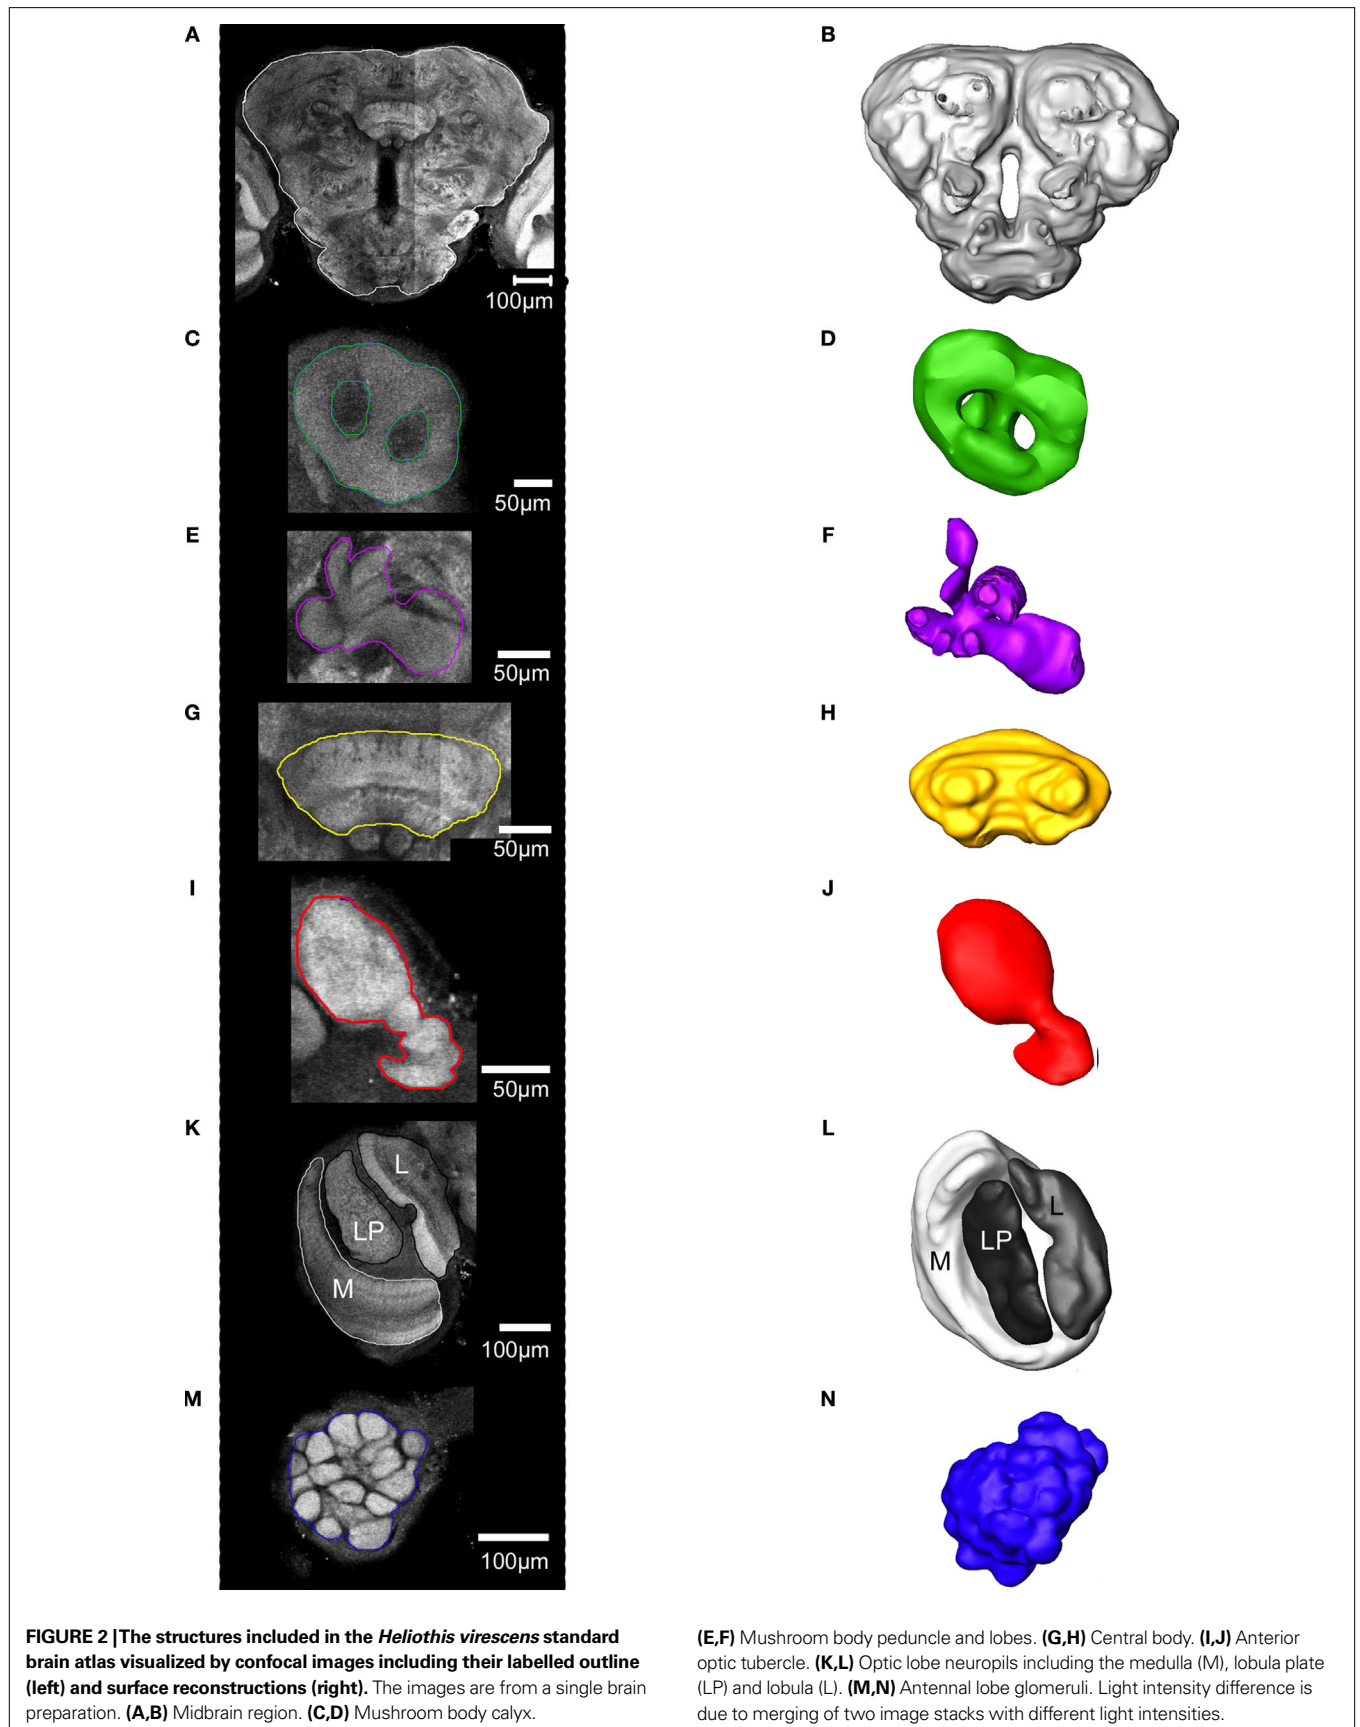 A
B
100µm
C
D
50µm
E
F
50µm
G
H
50µm
I
J
50µm
K
L
L
LP
M
100µm
L
LP
M
M
N
100µm
FIGURE 2 | The structures included in the Heliothis virescens standard
brain atlas visualized by confocal images including their labelled outline
(left) and surface reconstructions (right). The images are from a single brain
preparation. (A,B) Midbrain region. (C,D) Mushroom body calyx.
(E,F) Mushroom body peduncle and lobes. (G,H) Central body. (I,J) Anterior
optic tubercle. (K,L) Optic lobe neuropils including the medulla (M), lobula plate
(LP) and lobula (L). (M,N) Antennal lobe glomeruli. Light intensity difference is
due to merging of two image stacks with different light intensities.